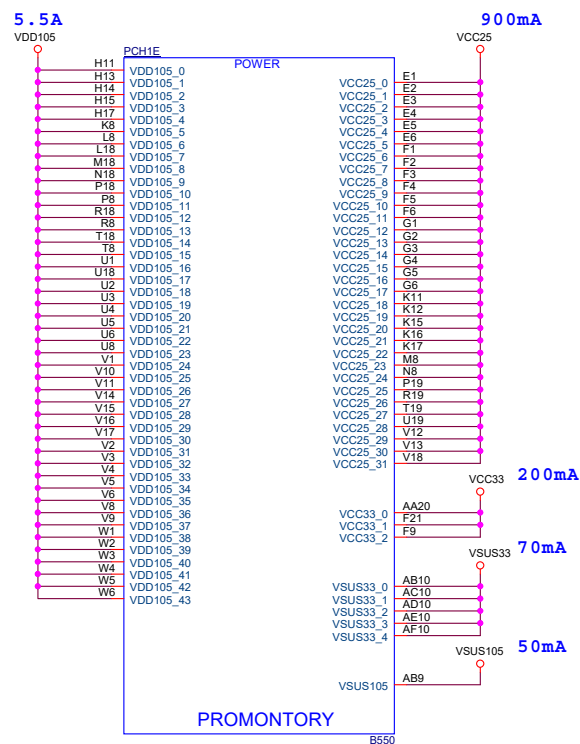 5.5A 900mA
VDD105 VCC25
PCH1E
POWER
H11 VDD105_0
H13 VDD105_1 VCC25_0 E1
H14 VDD105_2 VCC25_1 E2
H15 VDD105_3 VCC25_2 E3
H17 VDD105_4 VCC25_3 E4
K8 VDD105_5 VCC25_4 E5
L8 VDD105_6 VCC25_5 E6
L18 VDD105_7 VCC25_6 F1
M18 VDD105_8 VCC25_7 F2
N18 VDD105_9 VCC25_8 F3
P18 VDD105_10 VCC25_9 F4
P8 VDD105_11 VCC25_10 F5
R18 VDD105_12 VCC25_11 F6
R8 VDD105_13 VCC25_12 G1
T18 VDD105_14 VCC25_13 G2
T8 VDD105_15 VCC25_14 G3
U1 VDD105_16 VCC25_15 G4
U18 VDD105_17 VCC25_16 G5
U2 VDD105_18 VCC25_17 G6
U3 VDD105_19 VCC25_18 K11
U4 VDD105_20 VCC25_19 K12
U5 VDD105_21 VCC25_20 K15
U6 VDD105_22 VCC25_21 K16
U8 VDD105_23 VCC25_22 K17
V1 VDD105_24 VCC25_23 M8
V10 VDD105_25 VCC25_24 N8
V11 VDD105_26 VCC25_25 P19
V14 VDD105_27 VCC25_26 R19
V15 VDD105_28 VCC25_27 T19
V16 VDD105_29 VCC25_28 U19
V17 VDD105_30 VCC25_29 V12
V2 VDD105_31 VCC25_30 V13
V3 VDD105_32 VCC25_31 V18
V4 VDD105_33 VCC33 200mA
V5 VDD105_34
V6 VDD105_35
V8 VDD105_36 VCC33_0 AA20
V9 VDD105_37 VCC33_1 F21
W1 VDD105_38 VCC33_2 F9
W2 VDD105_39 70mA
W3 VDD105_40 VSUS33
W4 VDD105_41
W5 VDD105_42 VSUS33_0 AB10
W6 VDD105_43 VSUS33_1 AC10
VSUS33_2 AD10
VSUS33_3 AE10
VSUS33_4 AF10
VSUS105 50mA
VSUS105 AB9
PROMONTORY
B550